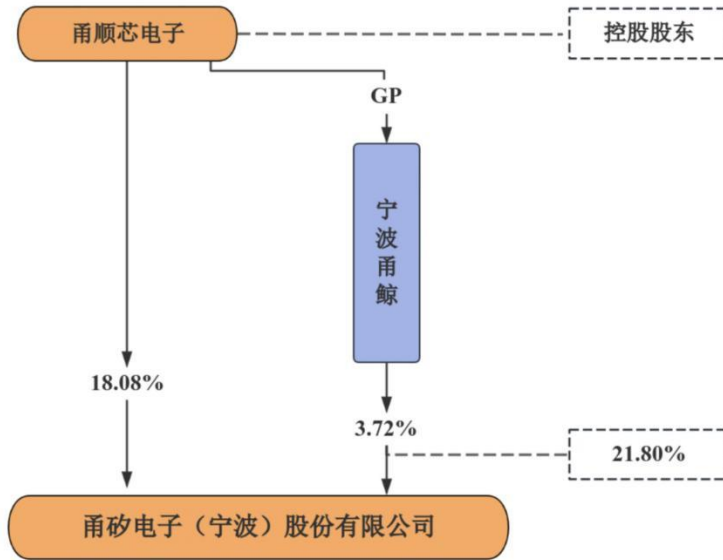 甬顺芯电子
控股股东
GP
宁波甬鲸
18.08%
3.72%
21.80%
甬矽电子（宁波）股份有限公司